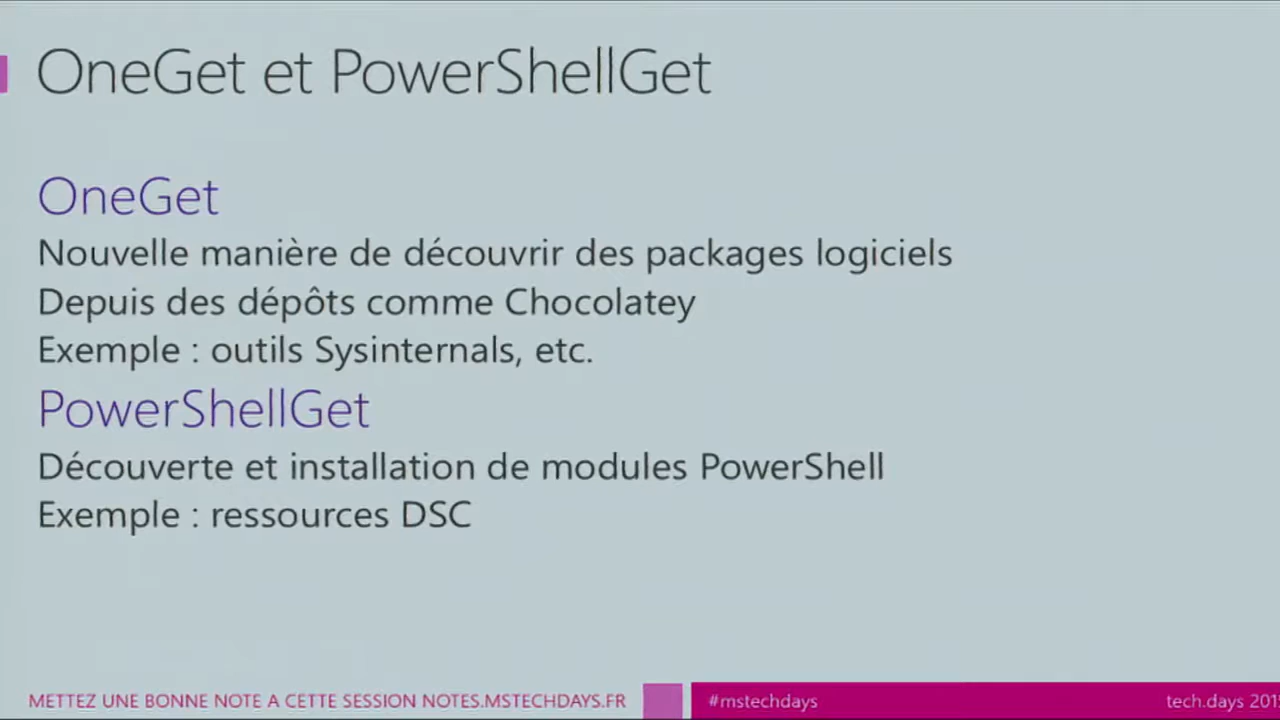 OneGet et PowerShellGet
OneGet
Nouvelle manière de découvrir des packages logiciels
Depuis des dépôts comme Chocolatey
Exemple : outils Sysinternals, etc.
PowerShellGet
Découverte et installation de modules PowerShell
Exemple : ressources DSC
METTEZ UNE BONNE NOTE A CETTE SESSION NOTES.MSTECHDAYS.FR
#mstechdays
tech.days